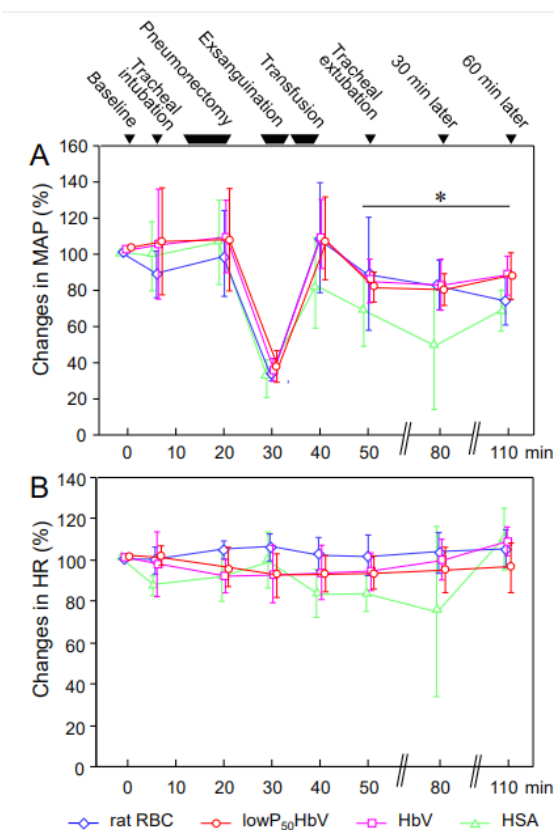 Baseline
Tracheal
intubation
Pneumonectomy
Exsanguination
Transfusion
Tracheal
extubation
30 min later
60 min later
A
160
140
120
100
80
60
40
20
0
Changes in MAP (%)
*
0 10 20 30 40 50 80 110 min
B
140
120
100
80
60
40
20
0
Changes in HR (%)
0 10 20 30 40 50 80 110 min
rat RBC lowP₅₀HbV HbV HSA